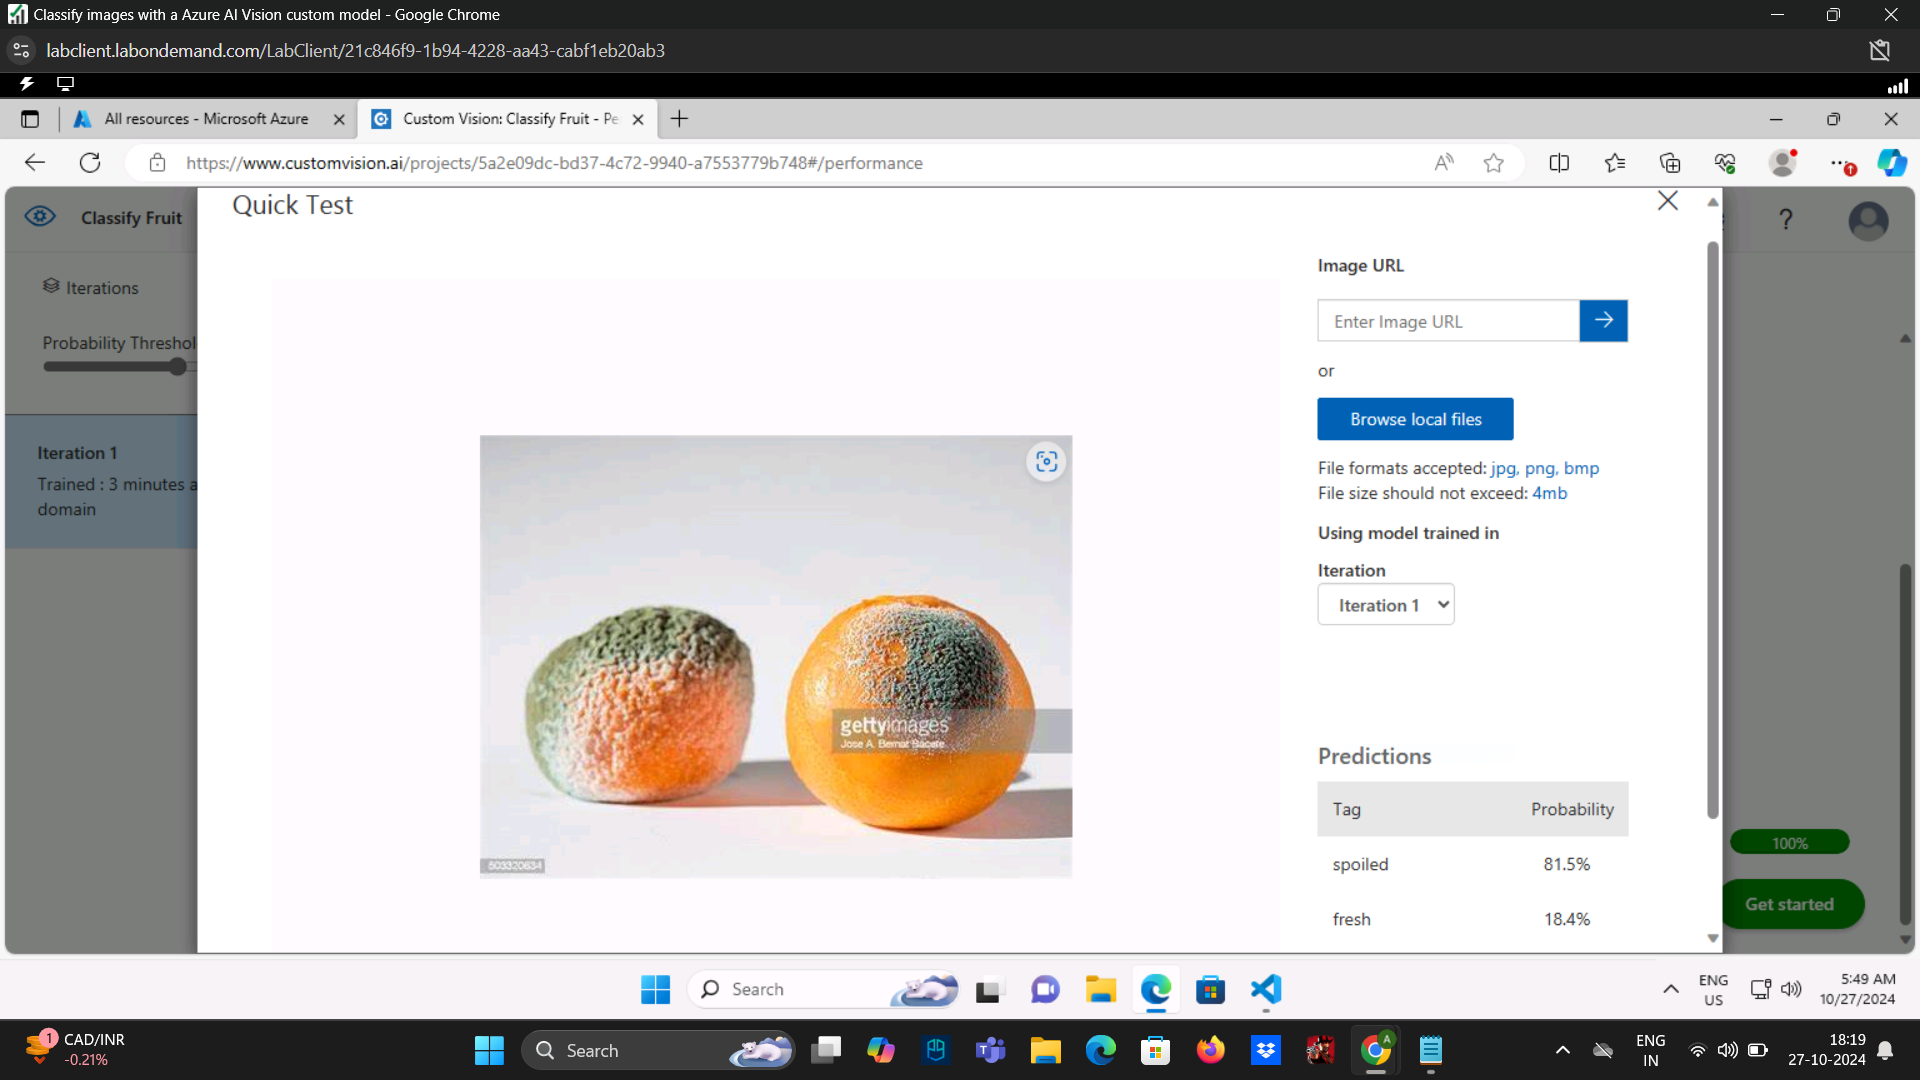 Classify images with a Azure AI Vision custom model - Google Chrome
labclient.labondemand.com/LabClient/21c846f9-1b94-4228-aa43-cabf1eb20ab3
All resources - Microsoft Azure
Custom Vision: Classify Fruit - Pe
https://www.customvision.ai/projects/5a2e09dc-bd37-4c72-9940-a7553779b748#/performance
Classify Fruit
Quick Test
?
Iterations
Probability Threshol
Iteration 1
Trained : 3 minutes a
domain
Image URL
Enter Image URL
or
Browse local files
File formats accepted: jpg, png, bmp
File size should not exceed: 4mb
Using model trained in
Iteration
Iteration 1
gettyimages
Jose A. Bernat Bacete
503320634
Predictions
Tag Probability
spoiled 81.5%
fresh 18.4%
100%
Get started
Search
ENG
US
5:49 AM
10/27/2024
1
CAD/INR
-0.21%
Search
ENG
IN
18:19
27-10-2024